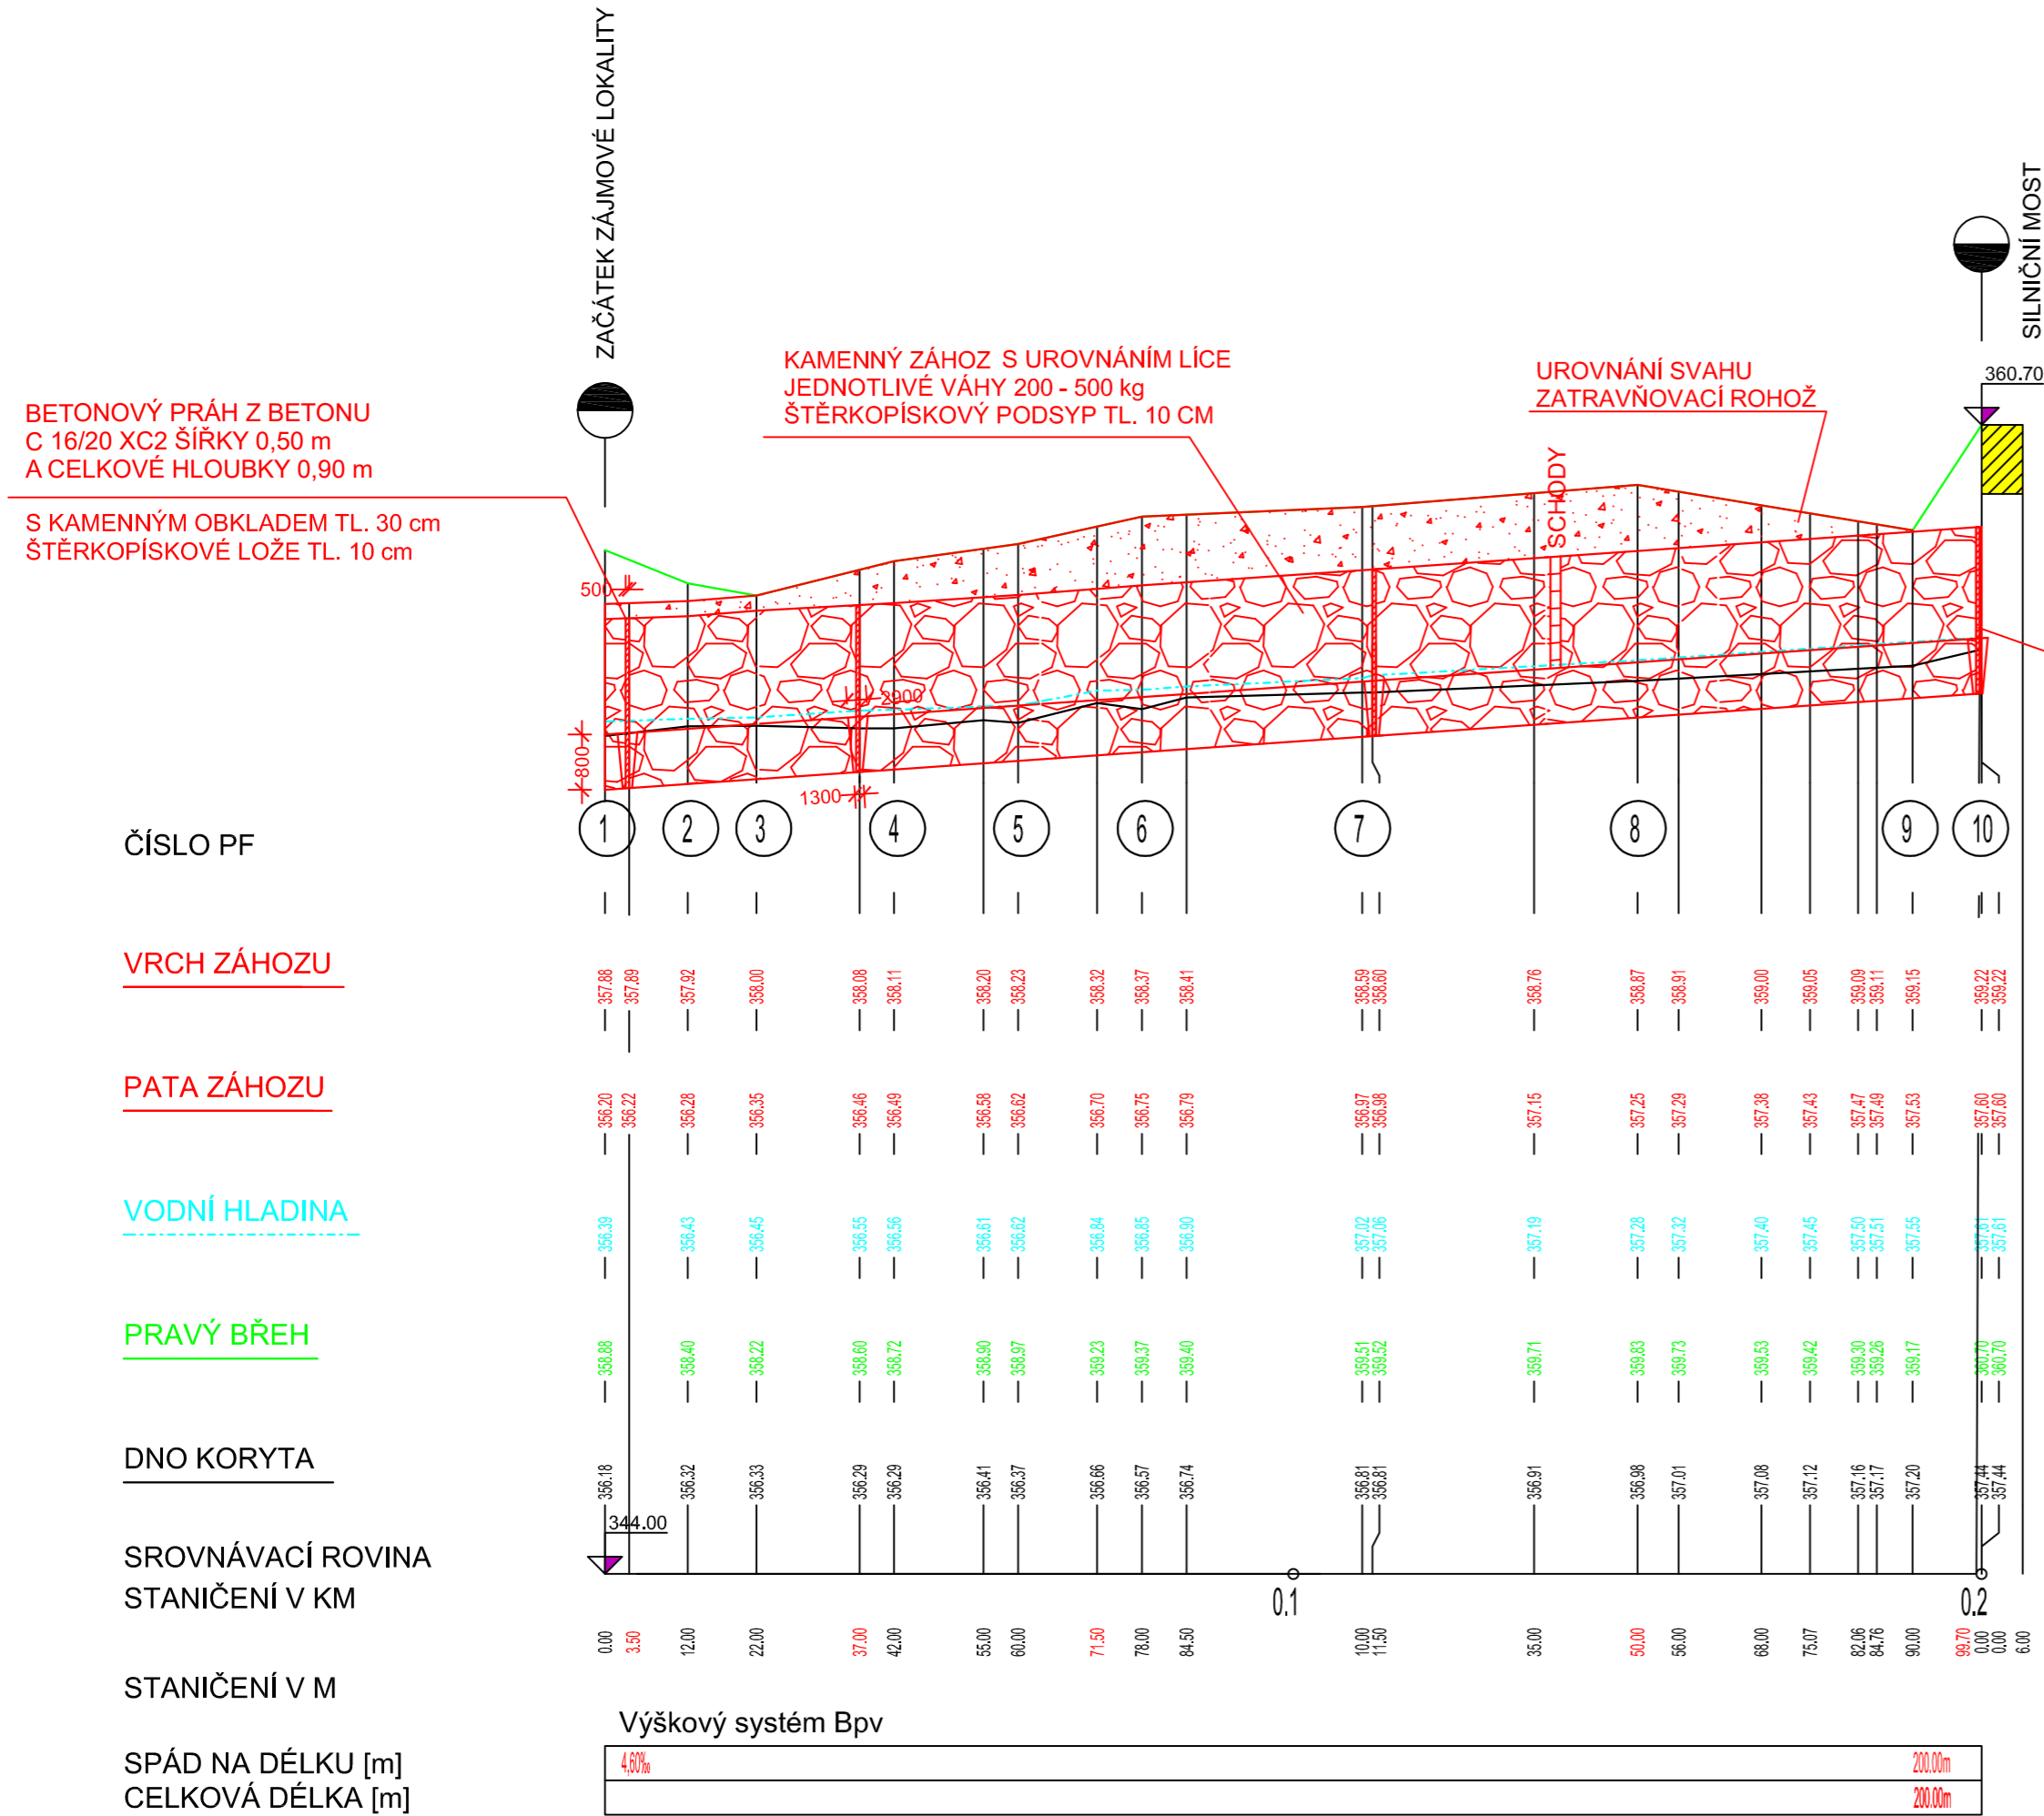 ZAČÁTEK ZÁJMOVÉ LOKALITY
SILNIČNÍ MOST
360.70
BETONOVÝ PRÁH Z BETONU
C 16/20 XC2 ŠÍŘKY 0,50 m
A CELKOVÉ HLOUBKY 0,90 m
S KAMENNÝM OBKLADEM TL. 30 cm
ŠTĚRKOPÍSKOVÉ LOŽE TL. 10 cm
KAMENNÝ ZÁHOZ S UROVNÁNÍM LÍCE
JEDNOTLIVÉ VÁHY 200 - 500 kg
ŠTĚRKOPÍSKOVÝ PODSYP TL. 10 CM
UROVNÁNÍ SVAHU
ZATRAVŇOVACÍ ROHOŽ
SCHODY
500
2900
800
1300
ČÍSLO PF 1 2 3 4 5 6 7 8 9 10
VRCH ZÁHOZU 357.88 357.89 357.92 358.00 358.08 358.11 358.20 358.23 358.32 358.37 358.41 358.59 358.60 358.76 358.87 358.91 359.00 359.05 359.09 359.11 359.15 359.22 359.22
PATA ZÁHOZU 356.20 356.22 356.28 356.35 356.46 356.49 356.58 356.62 356.70 356.75 356.79 356.97 356.98 357.15 357.25 357.29 357.38 357.43 357.47 357.49 357.53 357.60 357.60
VODNÍ HLADINA 356.39 356.43 356.45 356.55 356.56 356.61 356.62 356.84 356.85 356.90 357.02 357.06 357.19 357.28 357.32 357.40 357.45 357.50 357.51 357.55 357.61 357.61
PRAVÝ BŘEH 358.88 358.40 358.22 358.60 358.72 358.90 358.97 359.23 359.37 359.40 359.51 359.52 359.71 359.83 359.73 359.53 359.42 359.30 359.26 359.17 360.70 360.70
DNO KORYTA 356.18 356.32 356.33 356.29 356.29 356.41 356.37 356.66 356.57 356.74 356.81 356.81 356.91 356.98 357.01 357.08 357.12 357.16 357.17 357.20 357.44 357.44
344.00
SROVNÁVACÍ ROVINA
STANIČENÍ V KM 0.1 0.2
0.00 3.50 12.00 22.00 37.00 42.00 55.00 60.00 71.50 78.00 84.50 10.00 11.50 35.00 50.00 56.00 68.00 75.07 82.06 84.76 90.00 99.70 0.00 0.00 6.00
STANIČENÍ V M
Výškový systém Bpv
SPÁD NA DÉLKU [m] 4,60‰ 200.00m
CELKOVÁ DÉLKA [m] 200.00m